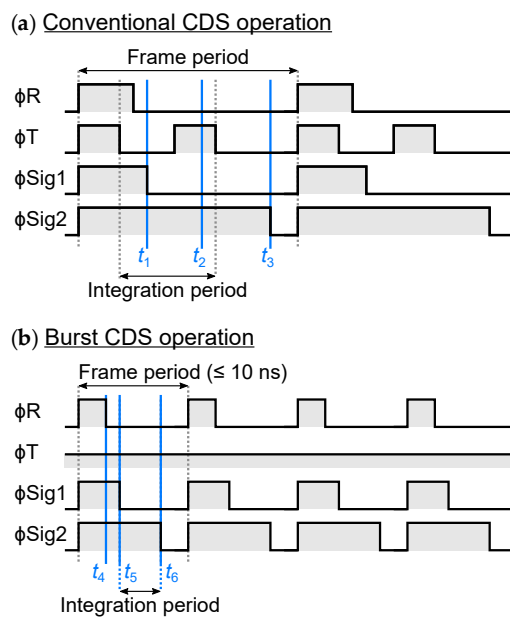 (a) Conventional CDS operation
Frame period
ϕR
ϕT
ϕSig1
ϕSig2
t1 t2 t3
Integration period
(b) Burst CDS operation
Frame period (≤ 10 ns)
ϕR
ϕT
ϕSig1
ϕSig2
t4 t5 t6
Integration period